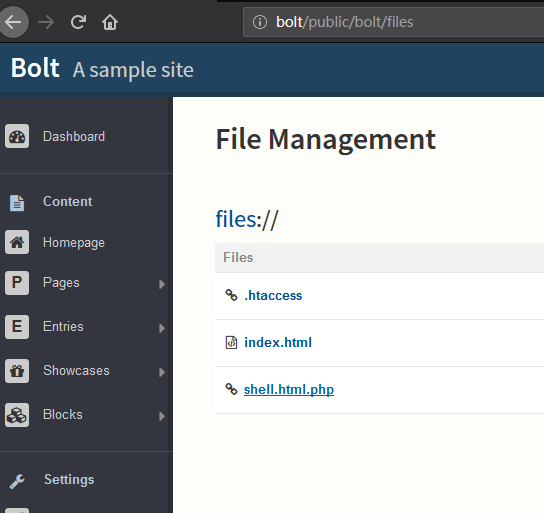 bolt/public/bolt/files
Bolt A sample site
Dashboard
Content
Homepage
P Pages
E Entries
Showcases
Blocks
Settings
File Management
files://
Files
.htaccess
index.html
shell.html.php